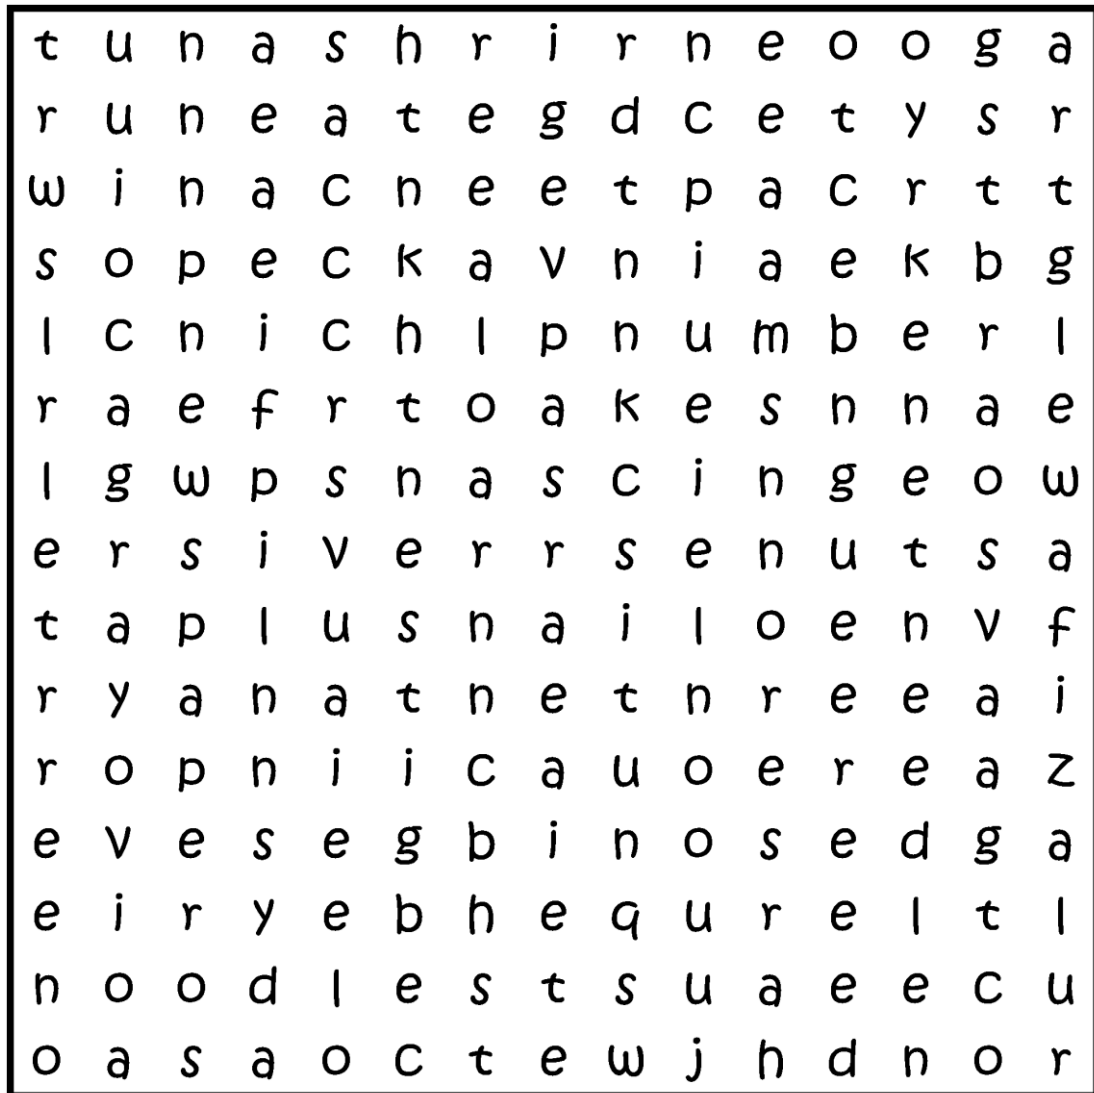 t u n a s h r i r n e o o g a
r u n e a t e g d c e t y s r
w i n a c n e e t p a c r t t
s o p e c k a v n i a e k b g
l c n i c h l p n u m b e r l
r a e f r t o a k e s n n a e
l g w p s n a s c i n g e o w
e r s i v e r r s e n u t s a
t a p l u s n a i l o e n v f
r y a n a t n e t n r e e a i
r o p n i i c a u o e r e a z
e v e s e g b i n o s e d g a
e i r y e b h e q u r e l t l
n o o d l e s t s u a e e c u
o a s a o c t e w j h d n o r